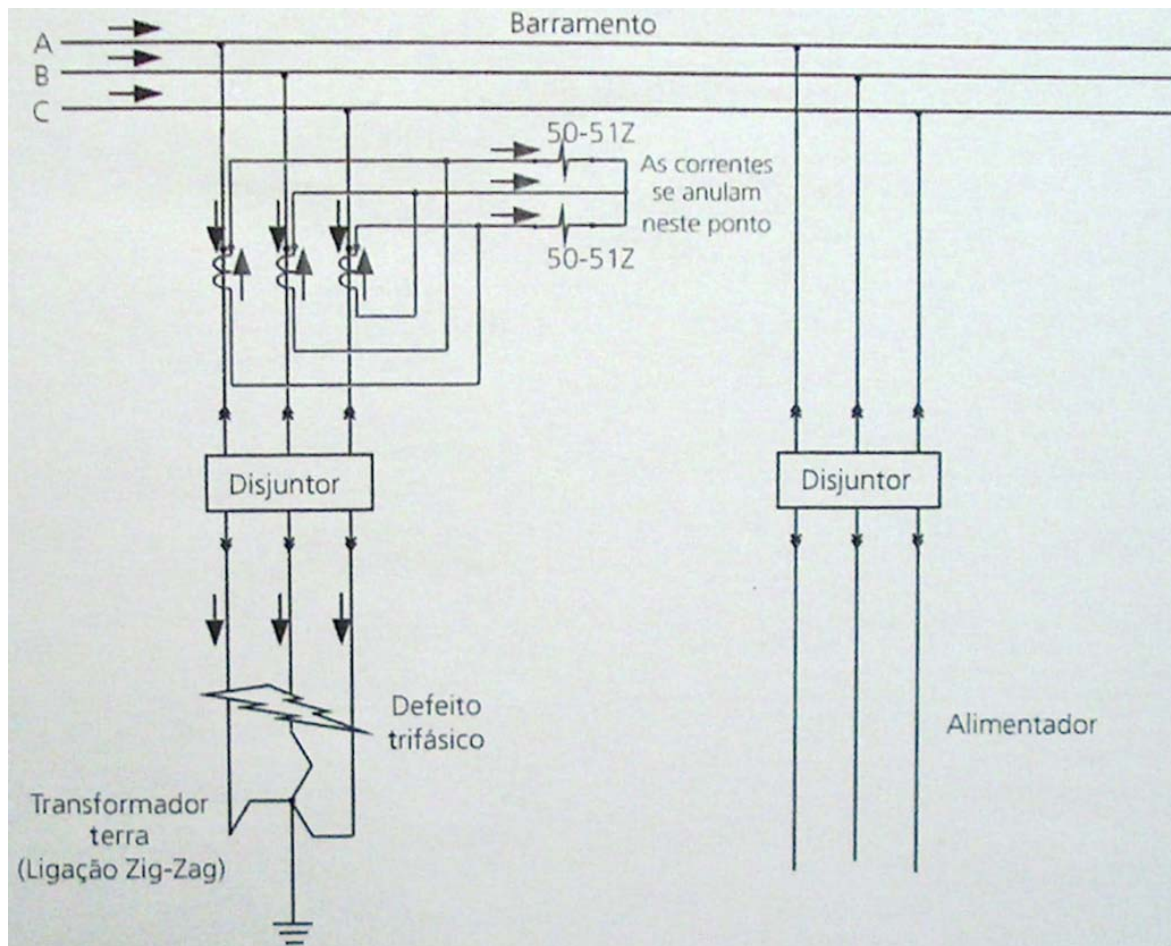 Barramento
A
B
C
50-51Z
As correntes
se anulam
neste ponto
50-51Z
Disjuntor
Disjuntor
Defeito
trifásico
Alimentador
Transformador
terra
(Ligação Zig-Zag)